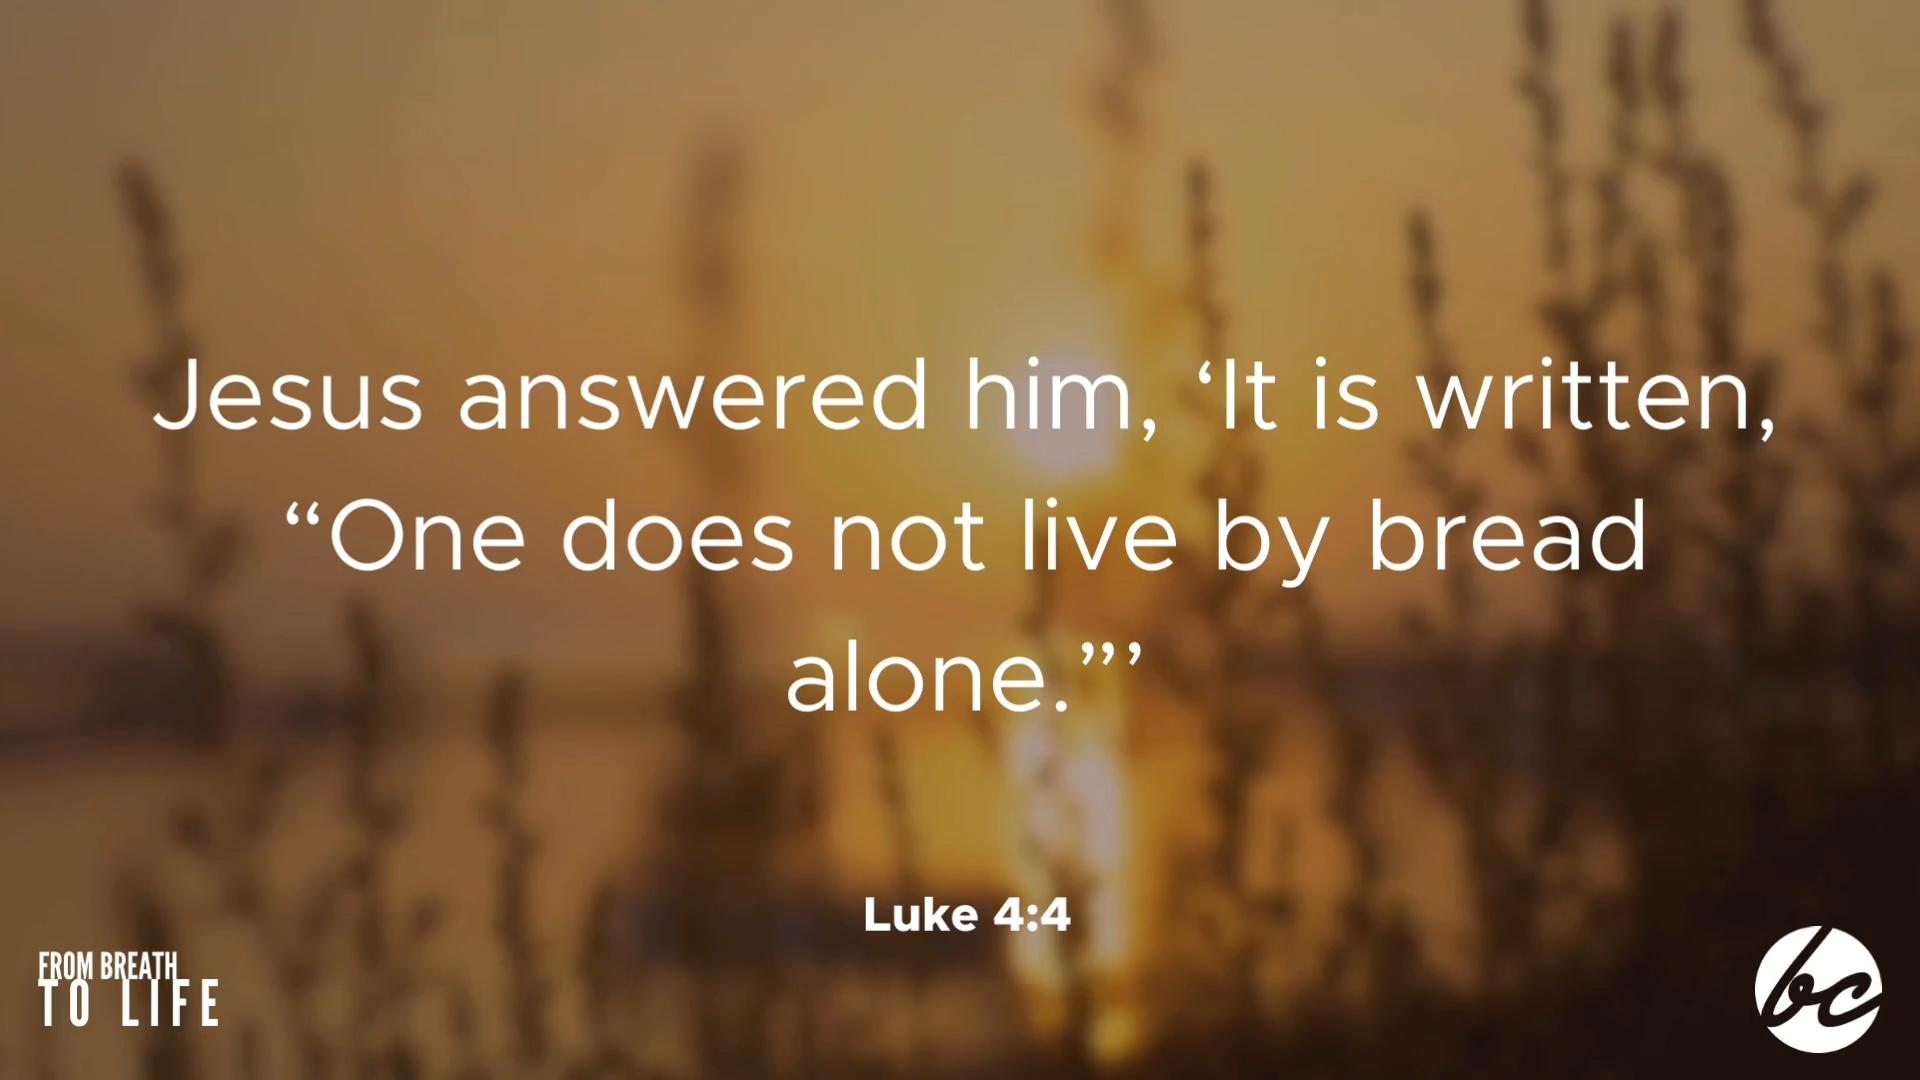 Jesus answered him, ‘It is written,
“One does not live by bread
alone.”’
Luke 4:4
FROM BREATH
TO LIFE
bc